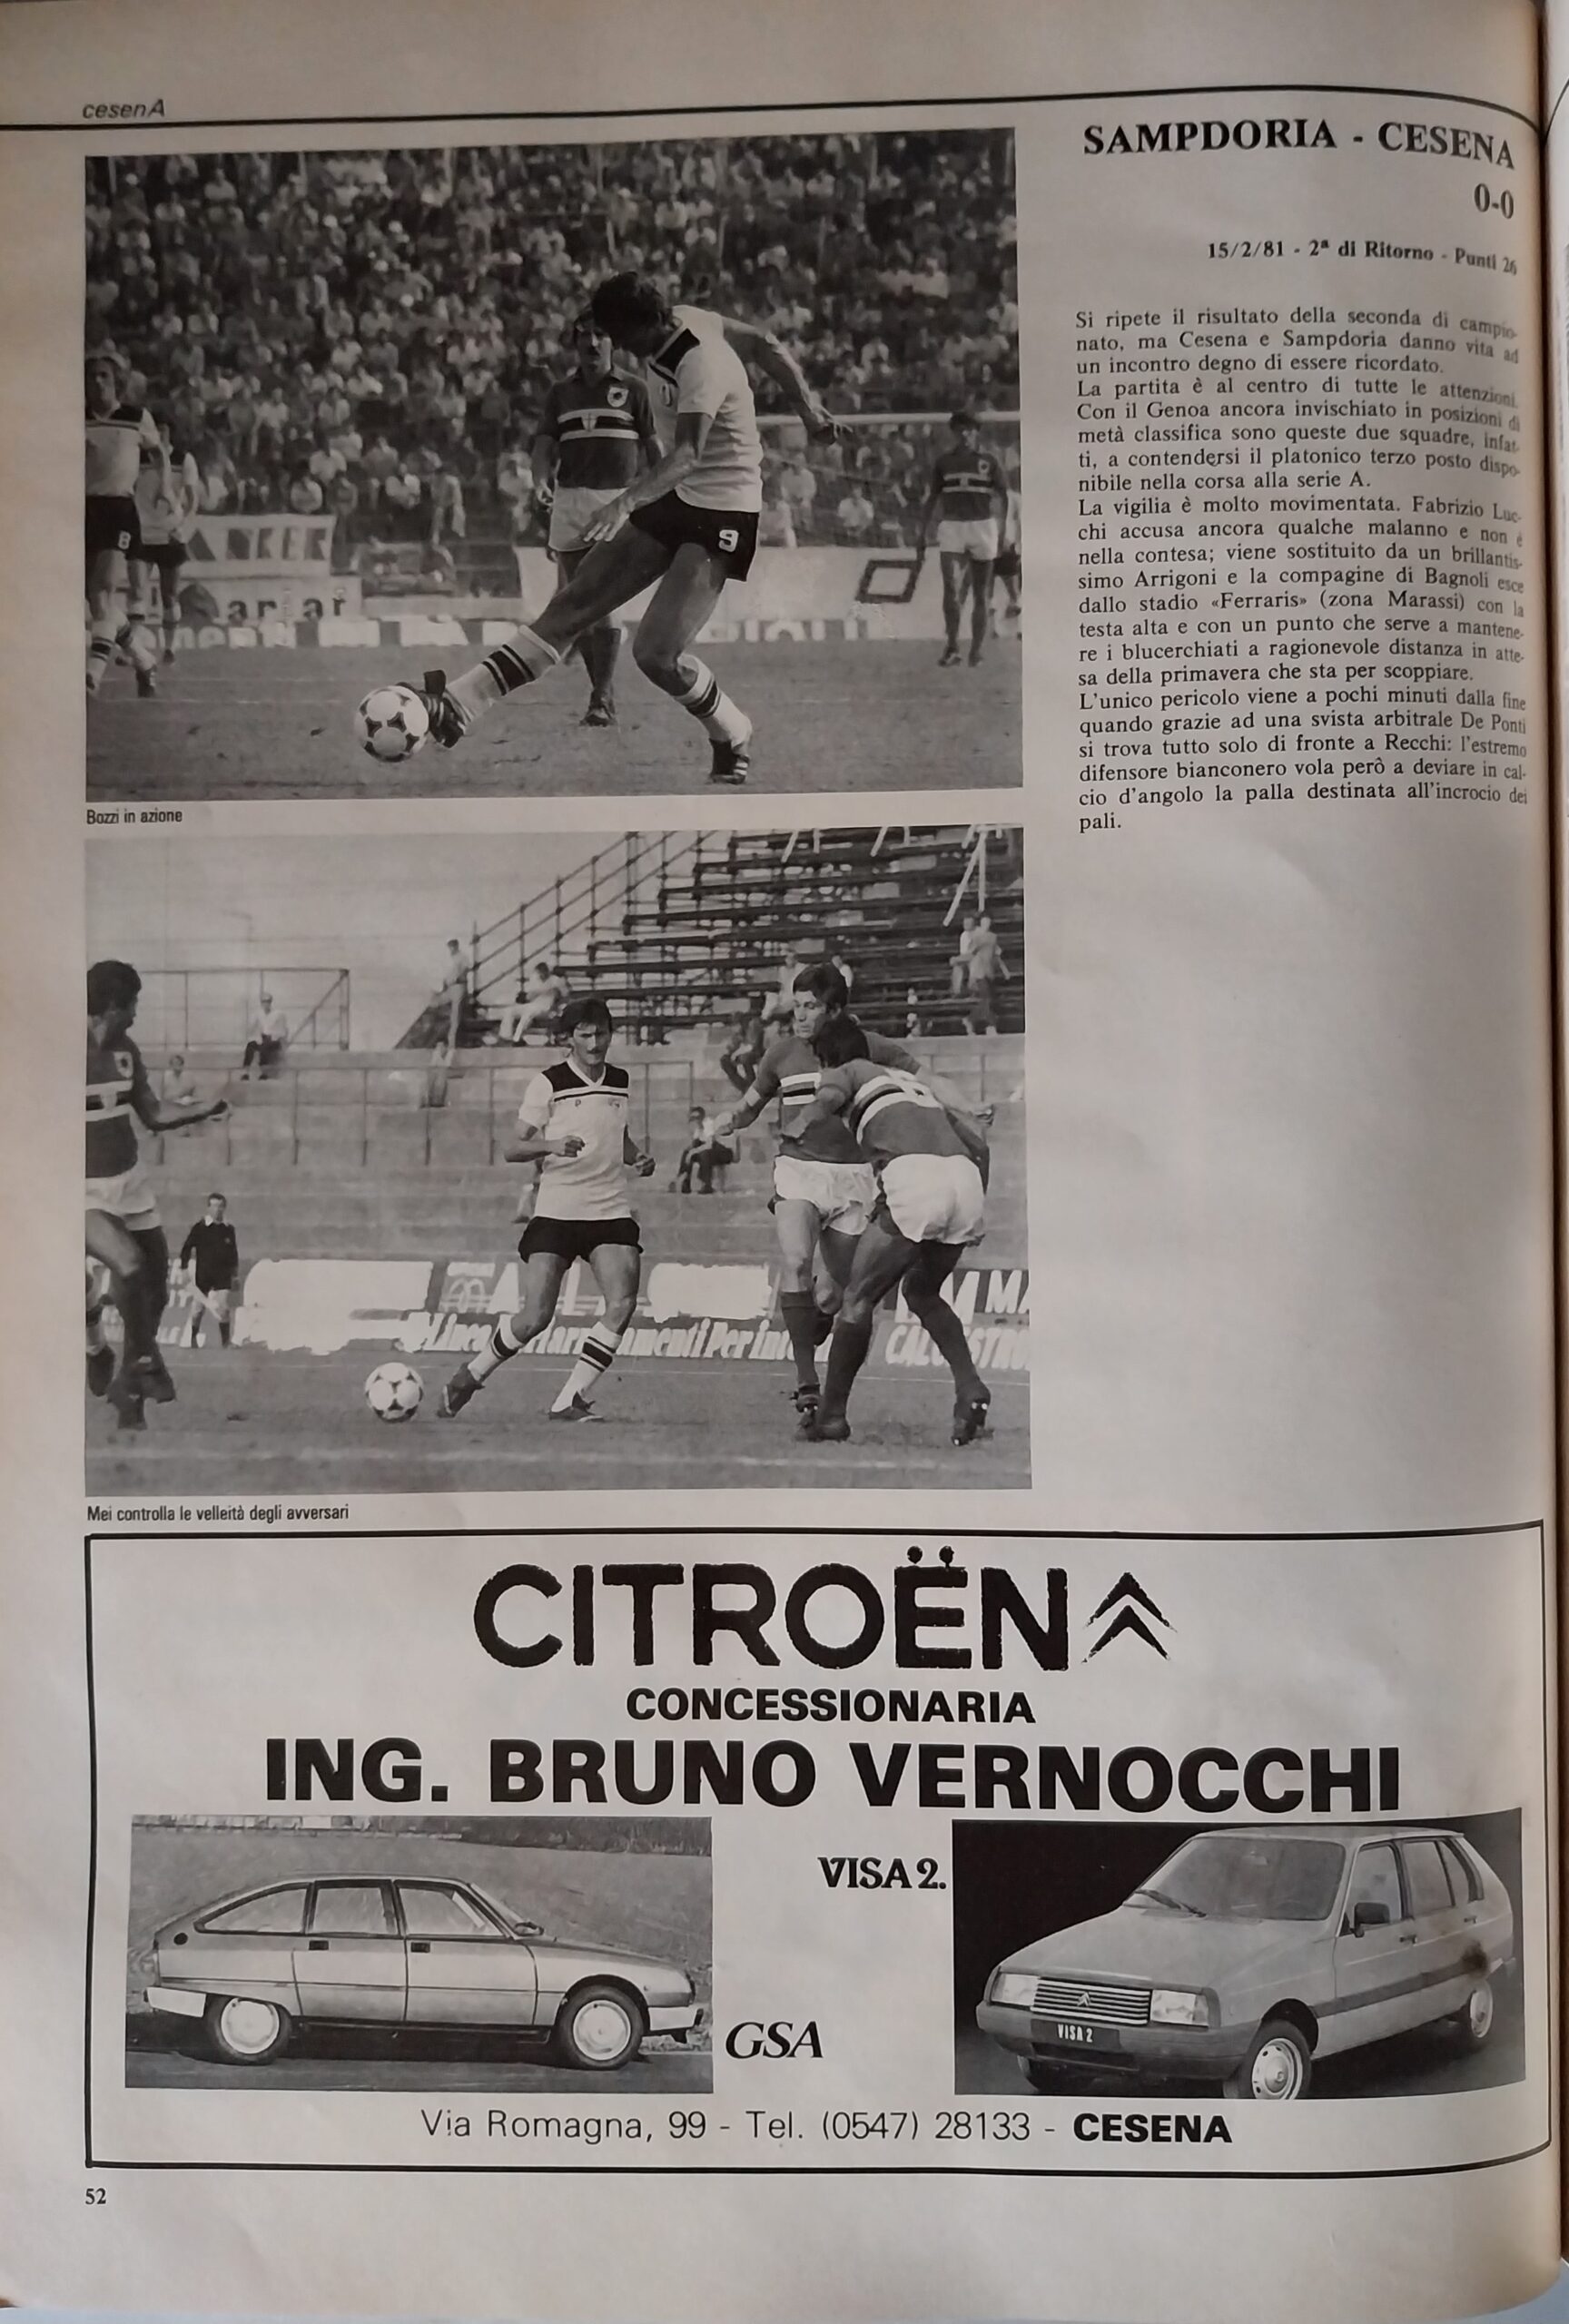 cesenA
SAMPDORIA - CESENA
0-0
15/2/81 - 2ª di Ritorno - Punti 26
Si ripete il risultato della seconda di campio-
nato, ma Cesena e Sampdoria danno vita ad
un incontro degno di essere ricordato.
La partita è al centro di tutte le attenzioni.
Con il Genoa ancora invischiato in posizioni di
metà classifica sono queste due squadre, infat-
ti, a contendersi il platonico terzo posto dispo-
nibile nella corsa alla serie A.
La vigilia è molto movimentata. Fabrizio Luc-
chi accusa ancora qualche malanno e non è
nella contesa; viene sostituito da un brillantis-
simo Arrigoni e la compagine di Bagnoli esce
dallo stadio «Ferraris» (zona Marassi) con la
testa alta e con un punto che serve a mantene-
re i blucerchiati a ragionevole distanza in atte-
sa della primavera che sta per scoppiare.
L'unico pericolo viene a pochi minuti dalla fine
quando grazie ad una svista arbitrale De Ponti
si trova tutto solo di fronte a Recchi: l'estremo
difensore bianconero vola però a deviare in cal-
cio d'angolo la palla destinata all'incrocio dei
pali.
8
9
Bozzi in azione
Per
Mei controlla le velleità degli avversari
CITROËN
CONCESSIONARIA
ING. BRUNO VERNOCCHI
VISA 2.
VISA 2
GSA
Via Romagna, 99 - Tel. (0547) 28133 - CESENA
52